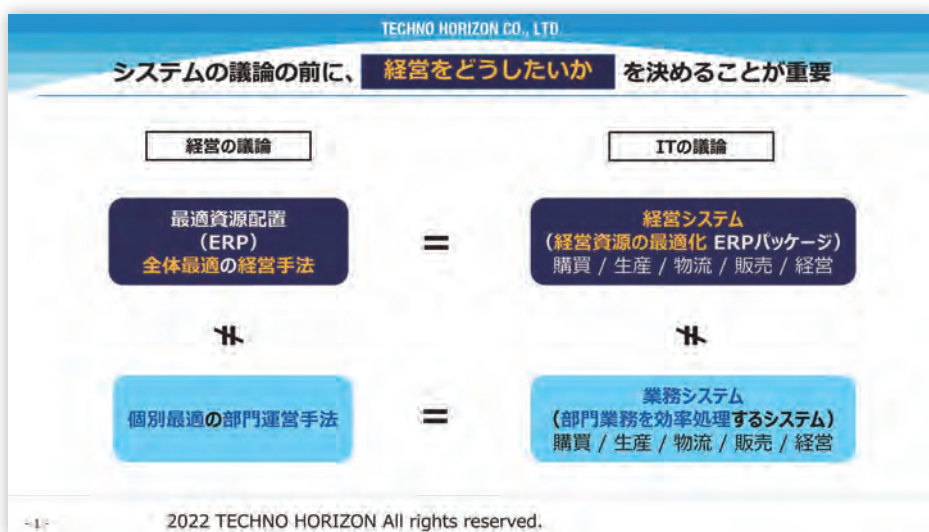 TECHNO HORIZON CO., LTD
システムの議論の前に、 経営をどうしたいか を決めることが重要
経営の議論
ITの議論
最適資源配置
（ERP）
全体最適の経営手法
=
経営システム
（経営資源の最適化 ERPパッケージ）
購買 / 生産 / 物流 / 販売 / 経営
≠
≠
個別最適の部門運営手法
=
業務システム
（部門業務を効率処理するシステム）
購買 / 生産 / 物流 / 販売 / 経営
- 1 -
2022 TECHNO HORIZON All rights reserved.